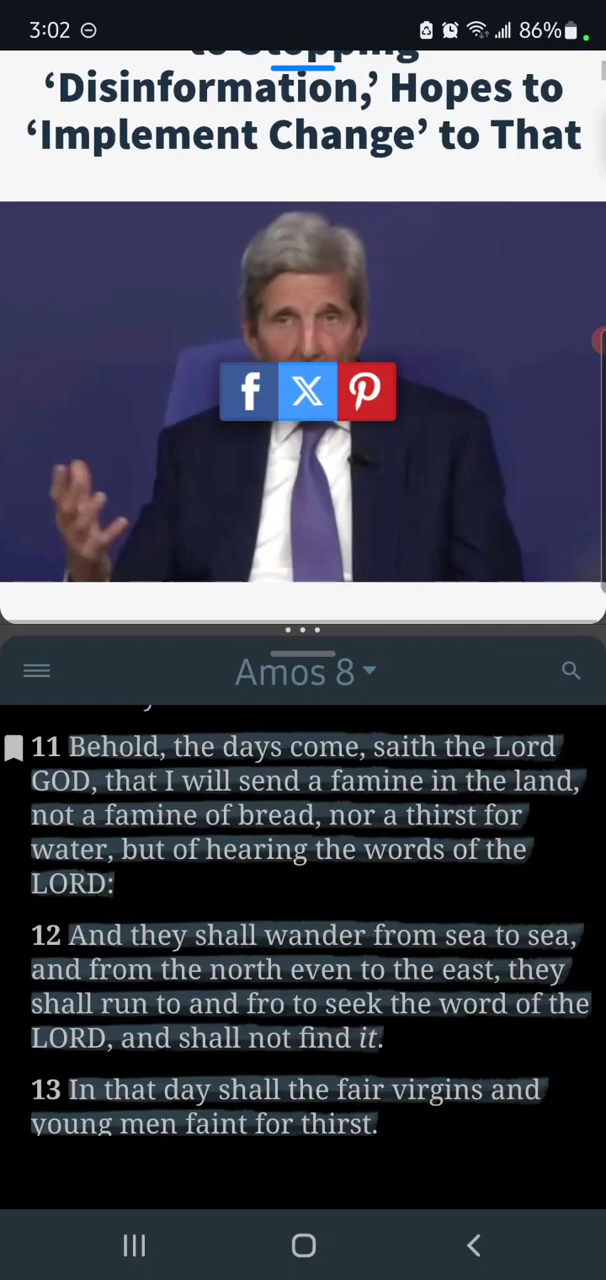 3:02 86%
to Stopping
‘Disinformation,’ Hopes to
‘Implement Change’ to That
f X P
Amos 8
11 Behold, the days come, saith the Lord
GOD, that I will send a famine in the land,
not a famine of bread, nor a thirst for
water, but of hearing the words of the
LORD:
12 And they shall wander from sea to sea,
and from the north even to the east, they
shall run to and fro to seek the word of the
LORD, and shall not find it.
13 In that day shall the fair virgins and
young men faint for thirst.